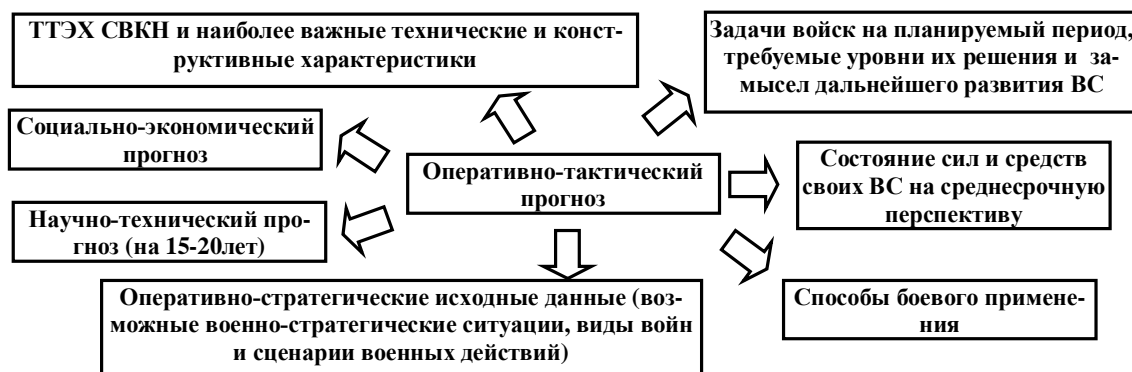 ТТЭХ СВКН и наиболее важные технические и конст-
руктивные характеристики
Задачи войск на планируемый период,
требуемые уровни их решения и за-
мысел дальнейшего развития ВС
Социально-экономический
прогноз
Оперативно-тактический
прогноз
Состояние сил и средств
своих ВС на среднесрочную
перспективу
Научно-технический про-
гноз (на 15-20лет)
Оперативно-стратегические исходные данные (воз-
можные военно-стратегические ситуации, виды войн
и сценарии военных действий)
Способы боевого примене-
ния